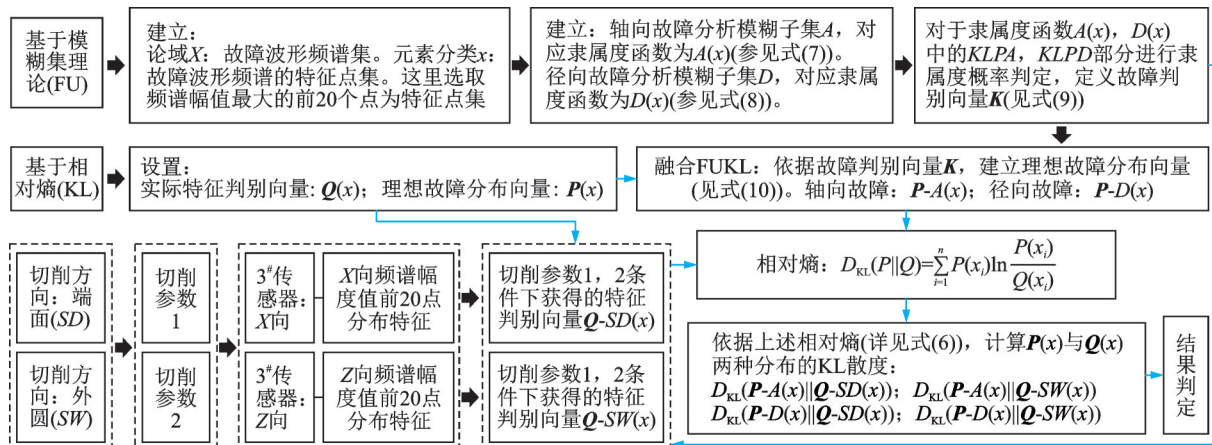 基于模
糊集理
论(FU)
建立：
论域X：故障波形频谱集。元素分类x：
故障波形频谱的特征点集。这里选取
频谱幅值最大的前20个点为特征点集
建立：轴向故障分析模糊子集A，对
应隶属度函数为A(x)(参见式(7))。
径向故障分析模糊子集D，对应隶属
度函数为D(x)(参见式(8))。
对于隶属度函数A(x)，D(x)
中的KLPA，KLPD部分进行隶
属度概率判定，定义故障判
别向量K(见式(9))
基于相
对熵(KL)
设置：
实际特征判别向量: Q(x)；理想故障分布向量: P(x)
融合FUKL：依据故障判别向量K，建立理想故障分布向量
(见式(10))。轴向故障：P-A(x)；径向故障：P-D(x)
切削方
向：端
面(SD)
切削方
向：外
圆(SW)
切削
参数
1
切削
参数
2
3#传
感器：
X向
X向频谱幅
度值前20点
分布特征
3#传
感器：
Z向
Z向频谱幅
度值前20点
分布特征
切削参数1，2条
件下获得的特征
判别向量Q-SD(x)
切削参数1，2条
件下获得的特征
判别向量Q-SW(x)
相对熵：D_KL(P||Q)=∑_{i=1}^{n}P(x_i)ln P(x_i)/Q(x_i)
依据上述相对熵(详见式(6))，计算P(x)与Q(x)
两种分布的KL散度：
D_KL(P-A(x)||Q-SD(x))；D_KL(P-A(x)||Q-SW(x))
D_KL(P-D(x)||Q-SD(x))；D_KL(P-D(x)||Q-SW(x))
结
果
判
定